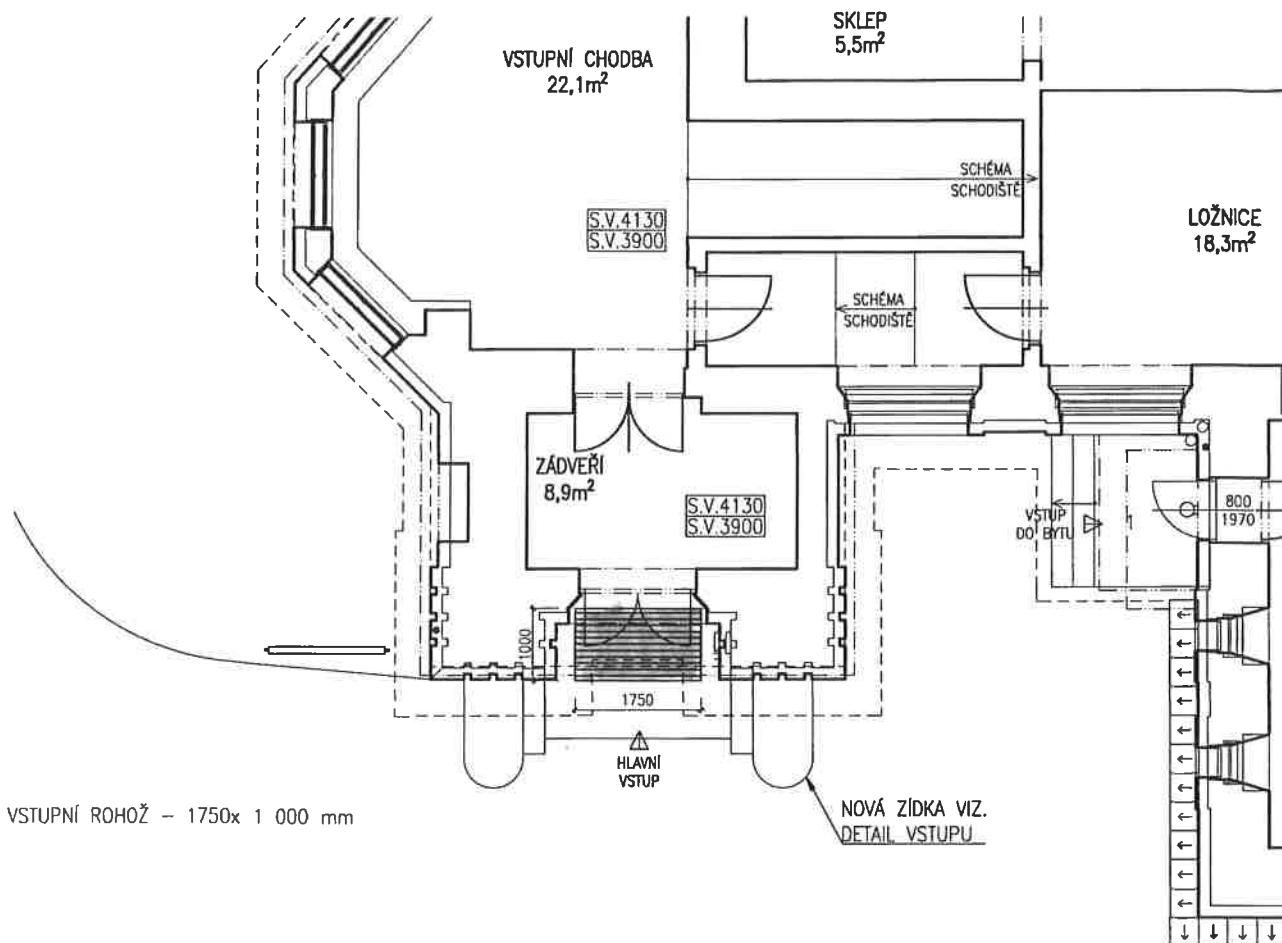 SKLEP
5,5m²
VSTUPNÍ CHODBA
22,1m²
SCHÉMA
SCHODIŠTĚ
LOŽNICE
18,3m²
S.V.4130
S.V.3900
SCHÉMA
SCHODIŠTĚ
ZÁDVEŘÍ
8,9m²
S.V.4130
S.V.3900
VSTUP
DO BYTU
800
1970
1000
1750
HLAVNÍ
VSTUP
VSTUPNÍ ROHOŽ – 1750x 1 000 mm
NOVÁ ZÍDKA VIZ.
DETAIL VSTUPU